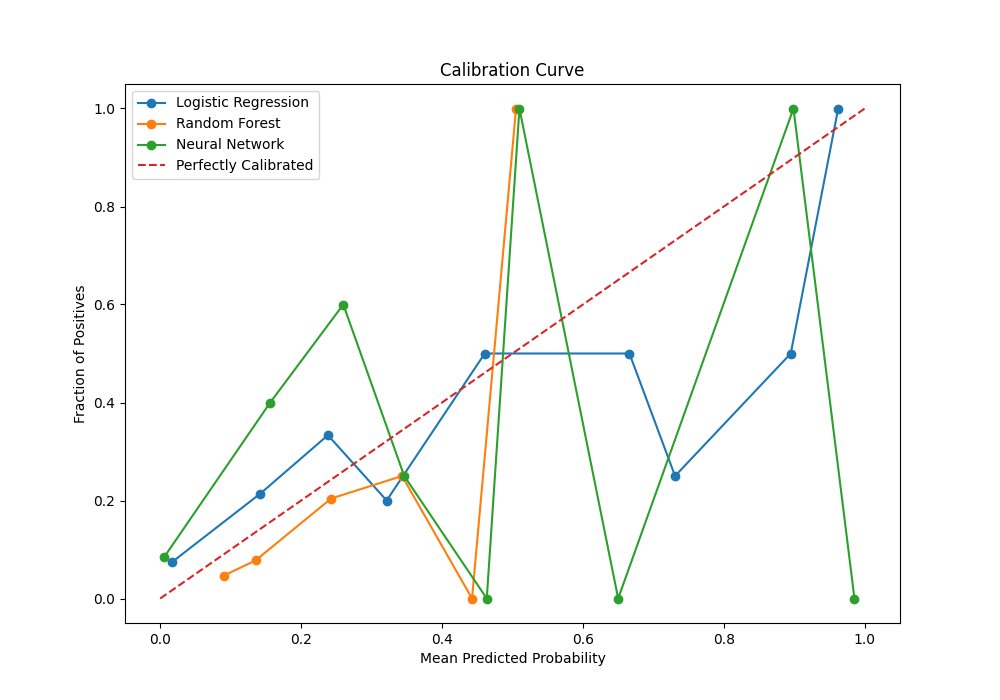 Calibration Curve
Logistic Regression
Random Forest
Neural Network
Perfectly Calibrated
Fraction of Positives
1.0
0.8
0.6
0.4
0.2
0.0
0.0 0.2 0.4 0.6 0.8 1.0
Mean Predicted Probability